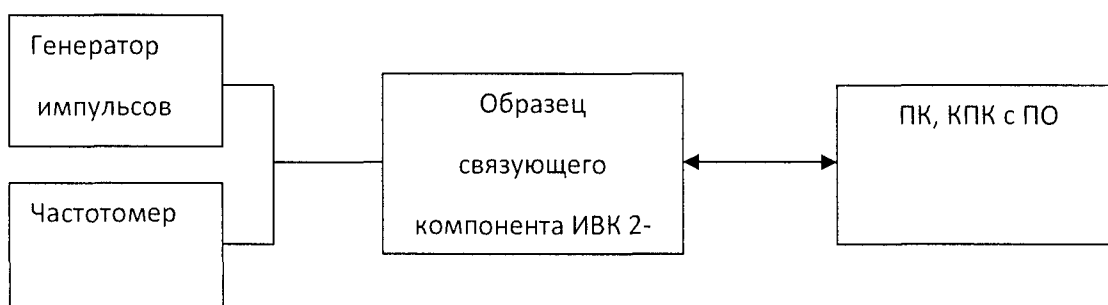 Генератор
импульсов
Частотомер
Образец
связующего
компонента ИВК 2-
ПК, КПК с ПО